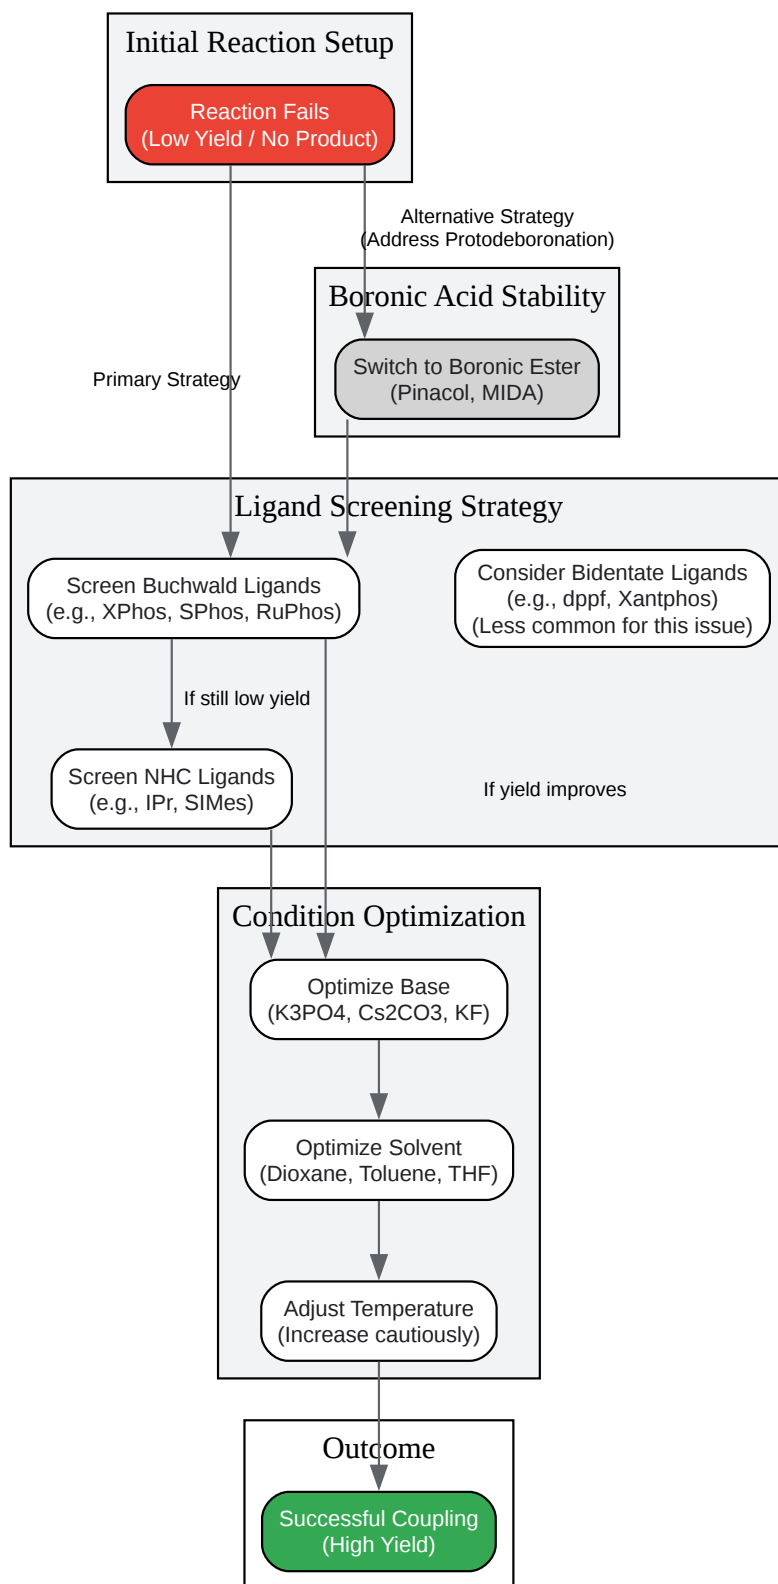 Initial Reaction Setup
Reaction Fails
(Low Yield / No Product)
Alternative Strategy
(Address Protodeboronation)
Boronic Acid Stability
Switch to Boronic Ester
(Pinacol, MIDA)
Primary Strategy
Ligand Screening Strategy
Screen Buchwald Ligands
(e.g., XPhos, SPhos, RuPhos)
Consider Bidentate Ligands
(e.g., dppf, Xantphos)
(Less common for this issue)
If still low yield
Screen NHC Ligands
(e.g., IPr, SIMes)
If yield improves
Condition Optimization
Optimize Base
(K3PO4, Cs2CO3, KF)
Optimize Solvent
(Dioxane, Toluene, THF)
Adjust Temperature
(Increase cautiously)
Outcome
Successful Coupling
(High Yield)